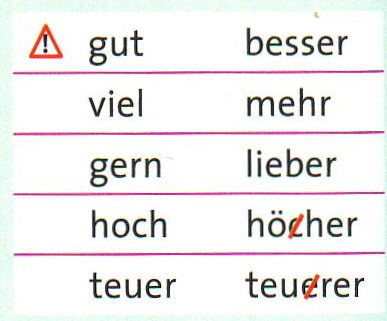 ! gut besser
viel mehr
gern lieber
hoch höcher
teuer teuerer